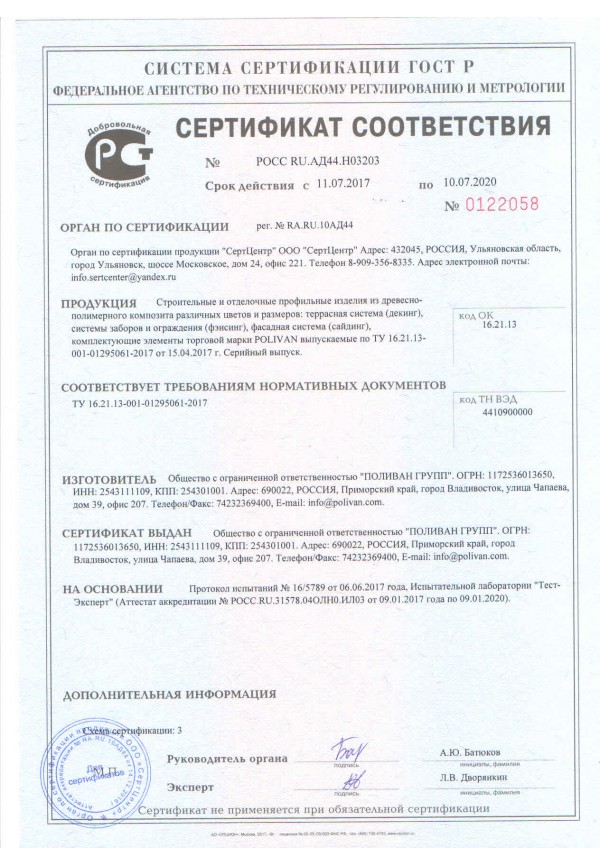 СИСТЕМА СЕРТИФИКАЦИИ ГОСТ Р
ФЕДЕРАЛЬНОЕ АГЕНТСТВО ПО ТЕХНИЧЕСКОМУ РЕГУЛИРОВАНИЮ И МЕТРОЛОГИИ
Добровольная
РСТ
сертификация
СЕРТИФИКАТ СООТВЕТСТВИЯ
№ РОСС RU.АД44.Н03203
Срок действия с 11.07.2017 по 10.07.2020
№ 0122058
ОРГАН ПО СЕРТИФИКАЦИИ рег. № RA.RU.10АД44
Орган по сертификации продукции "СертЦентр" ООО "СертЦентр" Адрес: 432045, РОССИЯ, Ульяновская область,
город Ульяновск, шоссе Московское, дом 24, офис 221. Телефон 8-909-356-8335. Адрес электронной почты:
info.sertcenter@yandex.ru
ПРОДУКЦИЯ Строительные и отделочные профильные изделия из древесно-
полимерного композита различных цветов и размеров: террасная система (декинг),
системы заборов и ограждения (фэнсинг), фасадная система (сайдинг),
комплектующие элементы торговой марки POLIVAN выпускаемые по ТУ 16.21.13-
001-01295061-2017 от 15.04.2017 г. Серийный выпуск.
код ОК
16.21.13
СООТВЕТСТВУЕТ ТРЕБОВАНИЯМ НОРМАТИВНЫХ ДОКУМЕНТОВ
ТУ 16.21.13-001-01295061-2017
код ТН ВЭД
4410900000
ИЗГОТОВИТЕЛЬ Общество с ограниченной ответственностью "ПОЛИВАН ГРУПП". ОГРН: 1172536013650,
ИНН: 2543111109, КПП: 254301001. Адрес: 690022, РОССИЯ, Приморский край, город Владивосток, улица Чапаева,
дом 39, офис 207. Телефон/Факс: 74232369400, E-mail: info@polivan.com.
СЕРТИФИКАТ ВЫДАН Общество с ограниченной ответственностью "ПОЛИВАН ГРУПП". ОГРН:
1172536013650, ИНН: 2543111109, КПП: 254301001. Адрес: 690022, РОССИЯ, Приморский край, город
Владивосток, улица Чапаева, дом 39, офис 207. Телефон/Факс: 74232369400, E-mail: info@polivan.com.
НА ОСНОВАНИИ Протокол испытаний № 16/5789 от 06.06.2017 года, Испытательной лаборатории "Тест-
Эксперт" (Аттестат аккредитации № РОСС.RU.31578.04ОЛН0.ИЛ03 от 09.01.2017 года по 09.01.2020).
ДОПОЛНИТЕЛЬНАЯ ИНФОРМАЦИЯ
Схема сертификации: 3
М.П.
Для
сертификатов
Руководитель органа
подпись
А.Ю. Батюков
инициалы, фамилия
Эксперт
подпись
Л.В. Дворянкин
инициалы, фамилия
Сертификат не применяется при обязательной сертификации